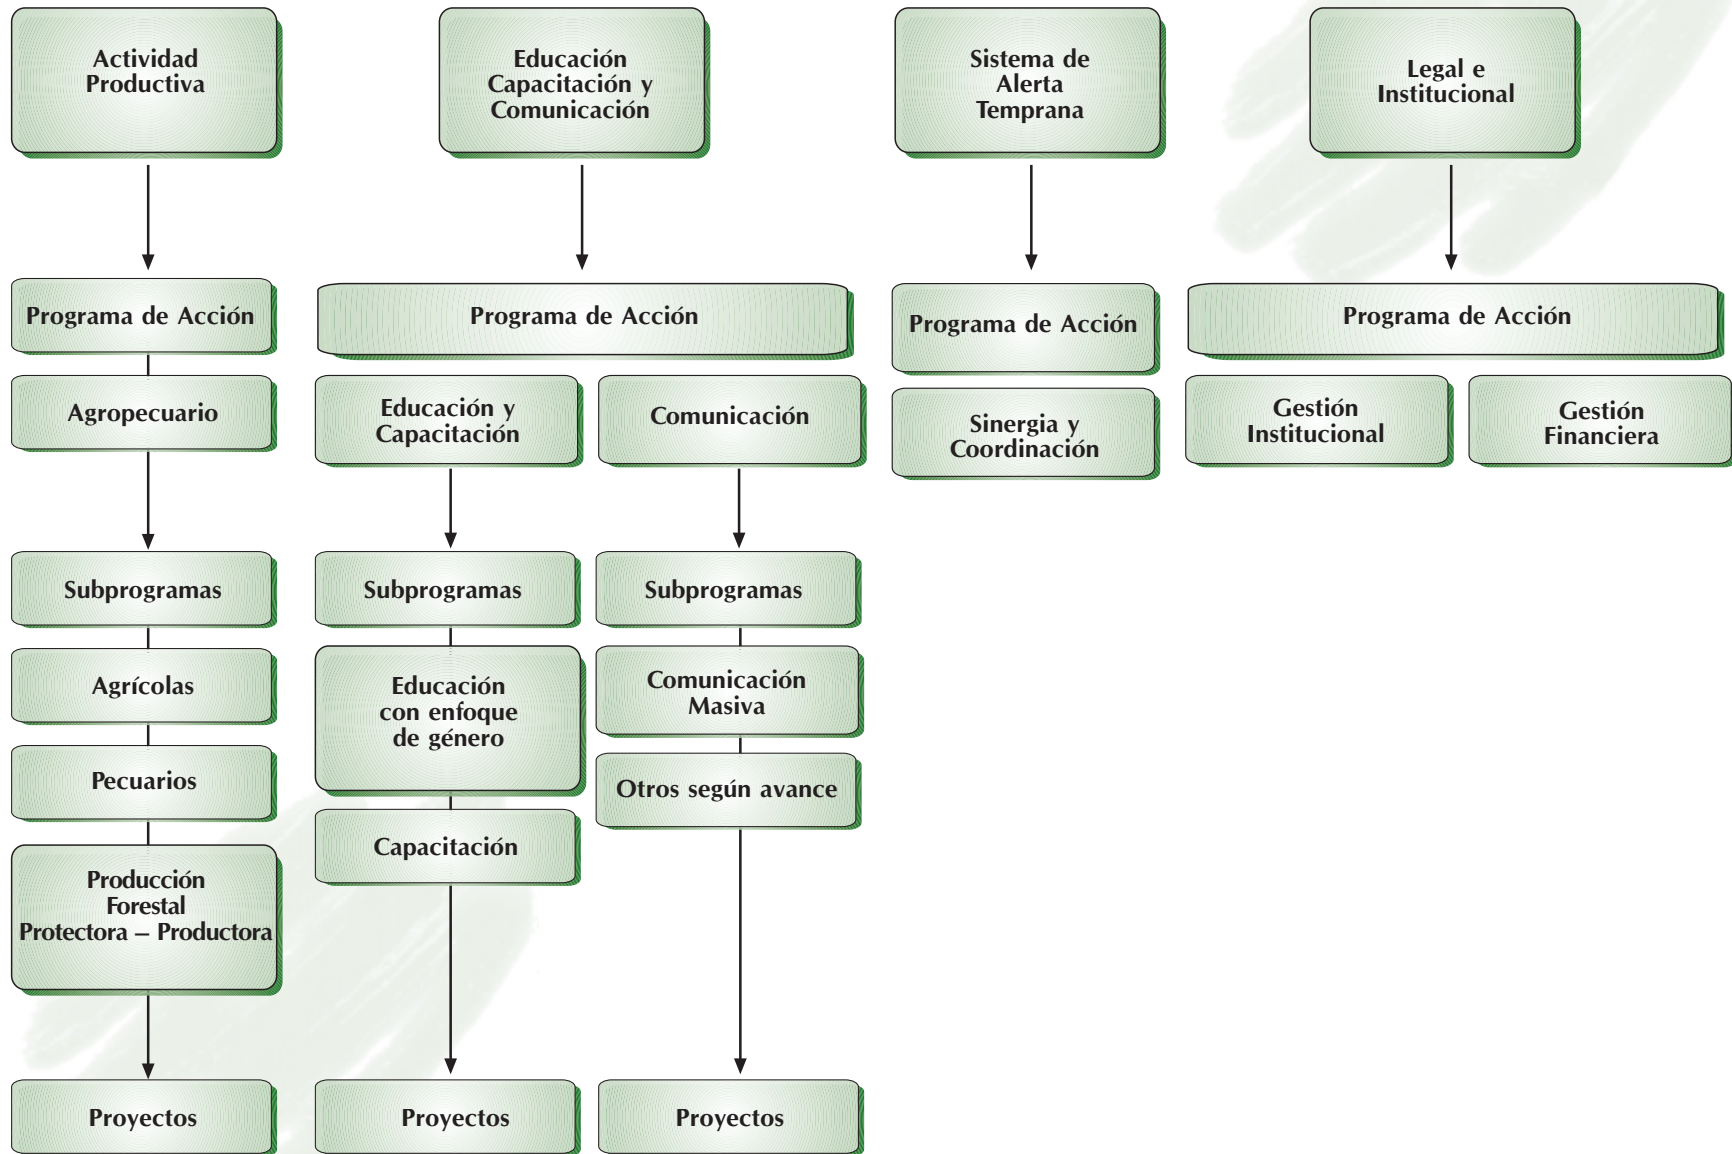 Actividad
Productiva
Educación
Capacitación y
Comunicación
Sistema de
Alerta
Temprana
Legal e
Institucional
Programa de Acción
Programa de Acción
Programa de Acción
Programa de Acción
Agropecuario
Educación y
Capacitación
Comunicación
Sinergia y
Coordinación
Gestión
Institucional
Gestión
Financiera
Subprogramas
Subprogramas
Subprogramas
Agrícolas
Educación
con enfoque
de género
Comunicación
Masiva
Pecuarios
Otros según avance
Capacitación
Producción
Forestal
Protectora – Productora
Proyectos
Proyectos
Proyectos